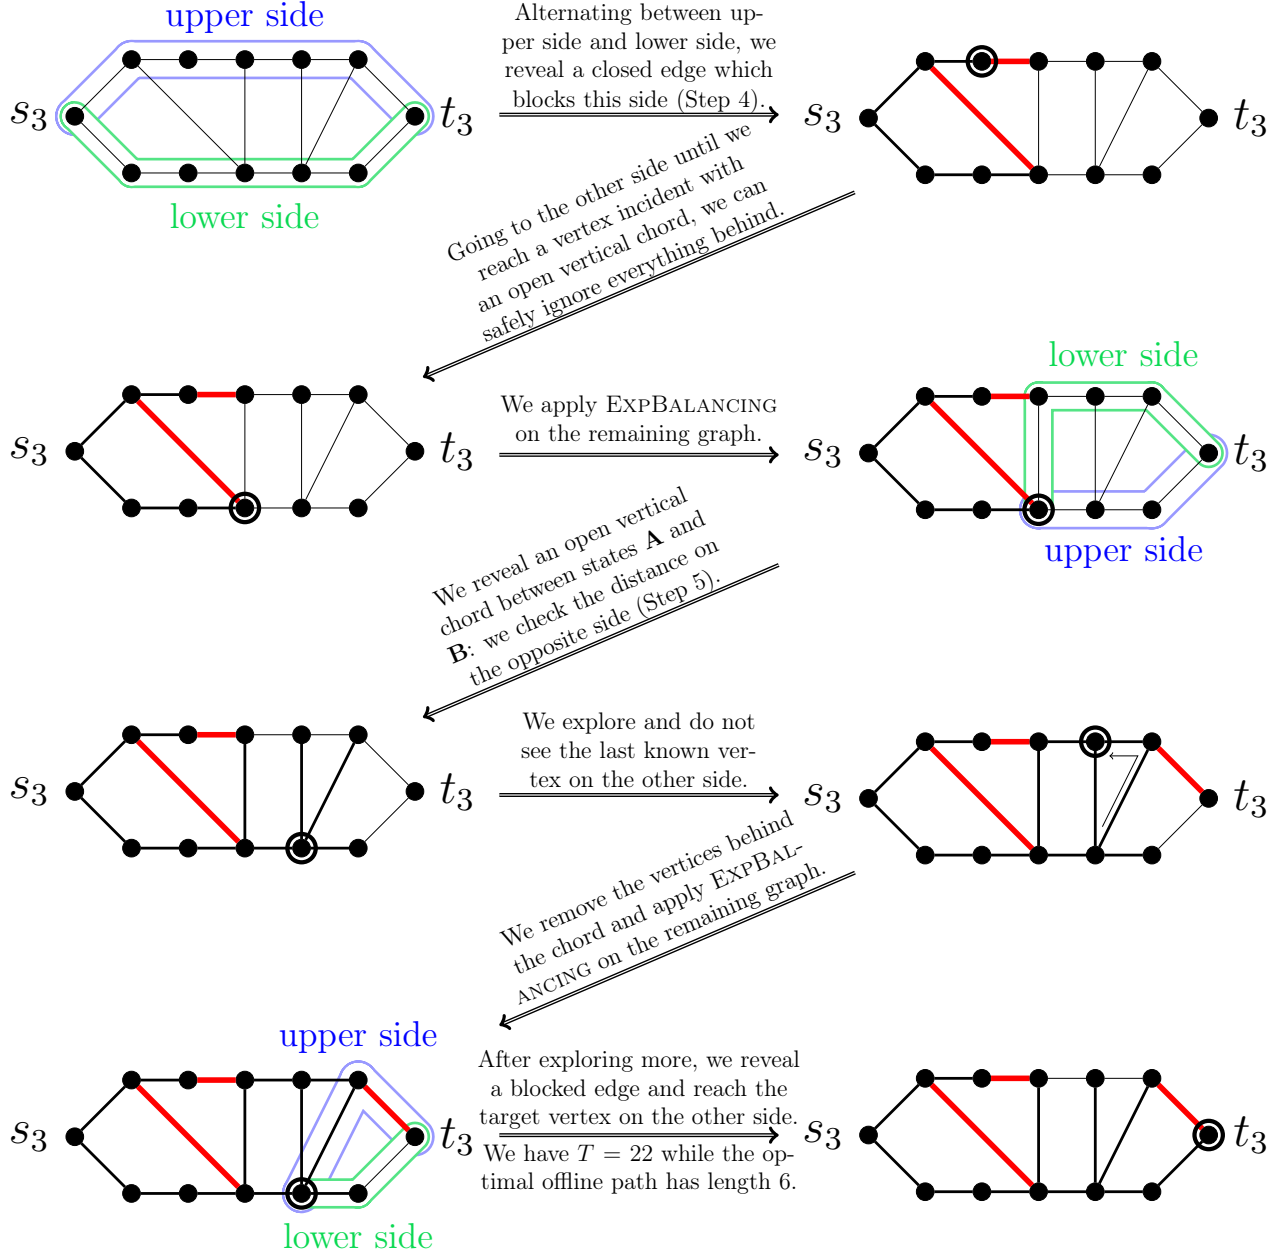 upper side
s₃
t₃
lower side
Alternating between up-
per side and lower side, we
reveal a closed edge which
blocks this side (Step 4).
s₃
t₃
Going to the other side until we
reach a vertex incident with
an open vertical chord, we can
safely ignore everything behind.
s₃
t₃
We apply EXPBALANCING
on the remaining graph.
lower side
s₃
t₃
upper side
We reveal an open vertical
chord between states A and
B: we check the distance on
the opposite side (Step 5).
s₃
t₃
We explore and do not
see the last known ver-
tex on the other side.
s₃
t₃
We remove the vertices behind
the chord and apply EXPBAL-
ANCING on the remaining graph.
upper side
s₃
t₃
lower side
After exploring more, we reveal
a blocked edge and reach the
target vertex on the other side.
We have T = 22 while the op-
timal offline path has length 6.
s₃
t₃